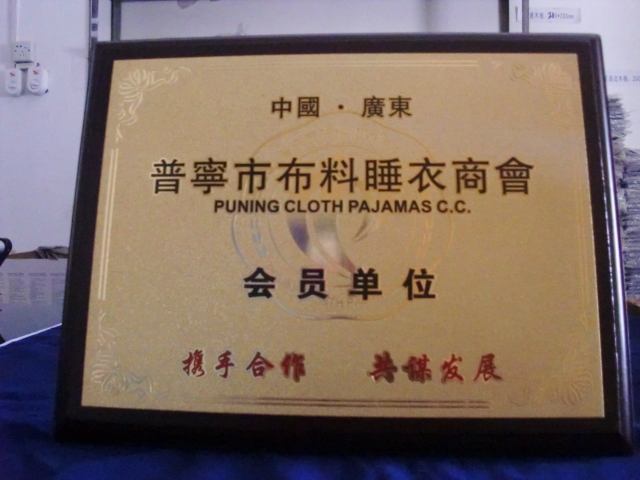 中國·廣東
普寧市布料睡衣商會
PUNING CLOTH PAJAMAS C.C.
会员单位
携手合作 共谋发展